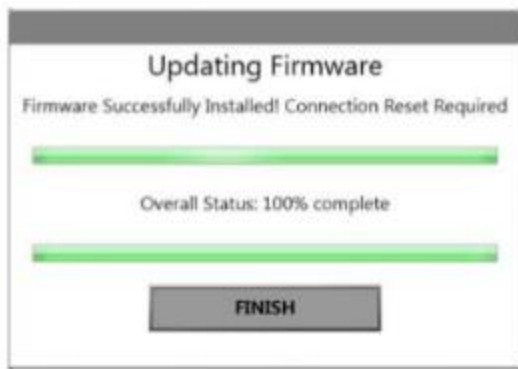 Updating Firmware
Firmware Successfully Installed! Connection Reset Required
Overall Status: 100% complete
FINISH